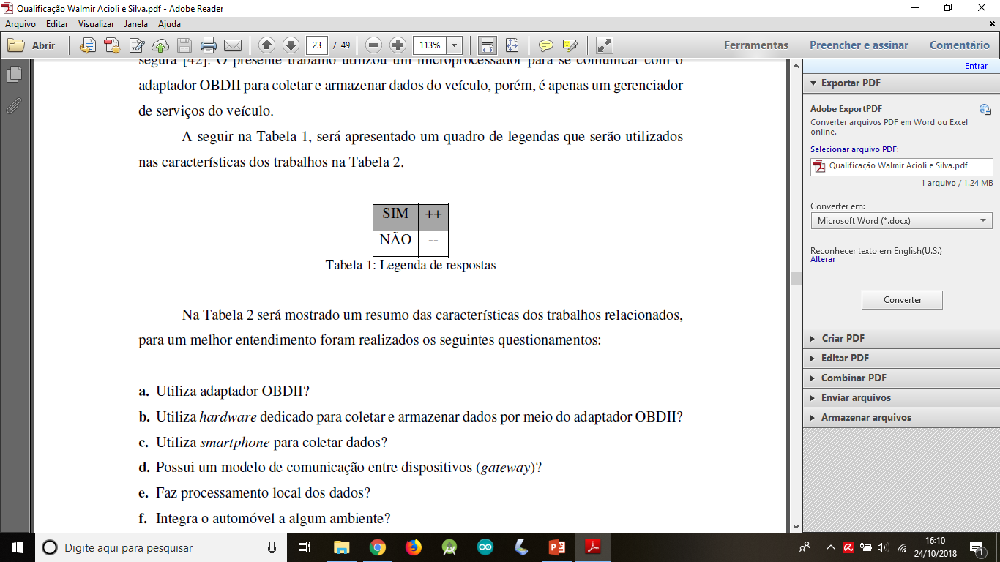 Qualificação Walmir Acioli e Silva.pdf - Adobe Reader
Arquivo Editar Visualizar Janela Ajuda
Abrir 23 / 49 113% Ferramentas Preencher e assinar Comentário
segura [42]. O presente trabalho utilizou um microprocessador para se comunicar com o
adaptador OBDII para coletar e armazenar dados do veículo, porém, é apenas um gerenciador
de serviços do veículo.
A seguir na Tabela 1, será apresentado um quadro de legendas que serão utilizados
nas características dos trabalhos na Tabela 2.
SIM ++
NÃO --
Tabela 1: Legenda de respostas
Na Tabela 2 será mostrado um resumo das características dos trabalhos relacionados,
para um melhor entendimento foram realizados os seguintes questionamentos:
a. Utiliza adaptador OBDII?
b. Utiliza hardware dedicado para coletar e armazenar dados por meio do adaptador OBDII?
c. Utiliza smartphone para coletar dados?
d. Possui um modelo de comunicação entre dispositivos (gateway)?
e. Faz processamento local dos dados?
f. Integra o automóvel a algum ambiente?
Entrar
Exportar PDF
Adobe ExportPDF
Converter arquivos PDF em Word ou Excel
online.
Selecionar arquivo PDF:
Qualificação Walmir Acioli e Silva.pdf
1 arquivo / 1.24 MB
Converter em:
Microsoft Word (*.docx)
Reconhecer texto em English(U.S.)
Alterar
Converter
Criar PDF
Editar PDF
Combinar PDF
Enviar arquivos
Armazenar arquivos
Digite aqui para pesquisar
16:10
24/10/2018
1